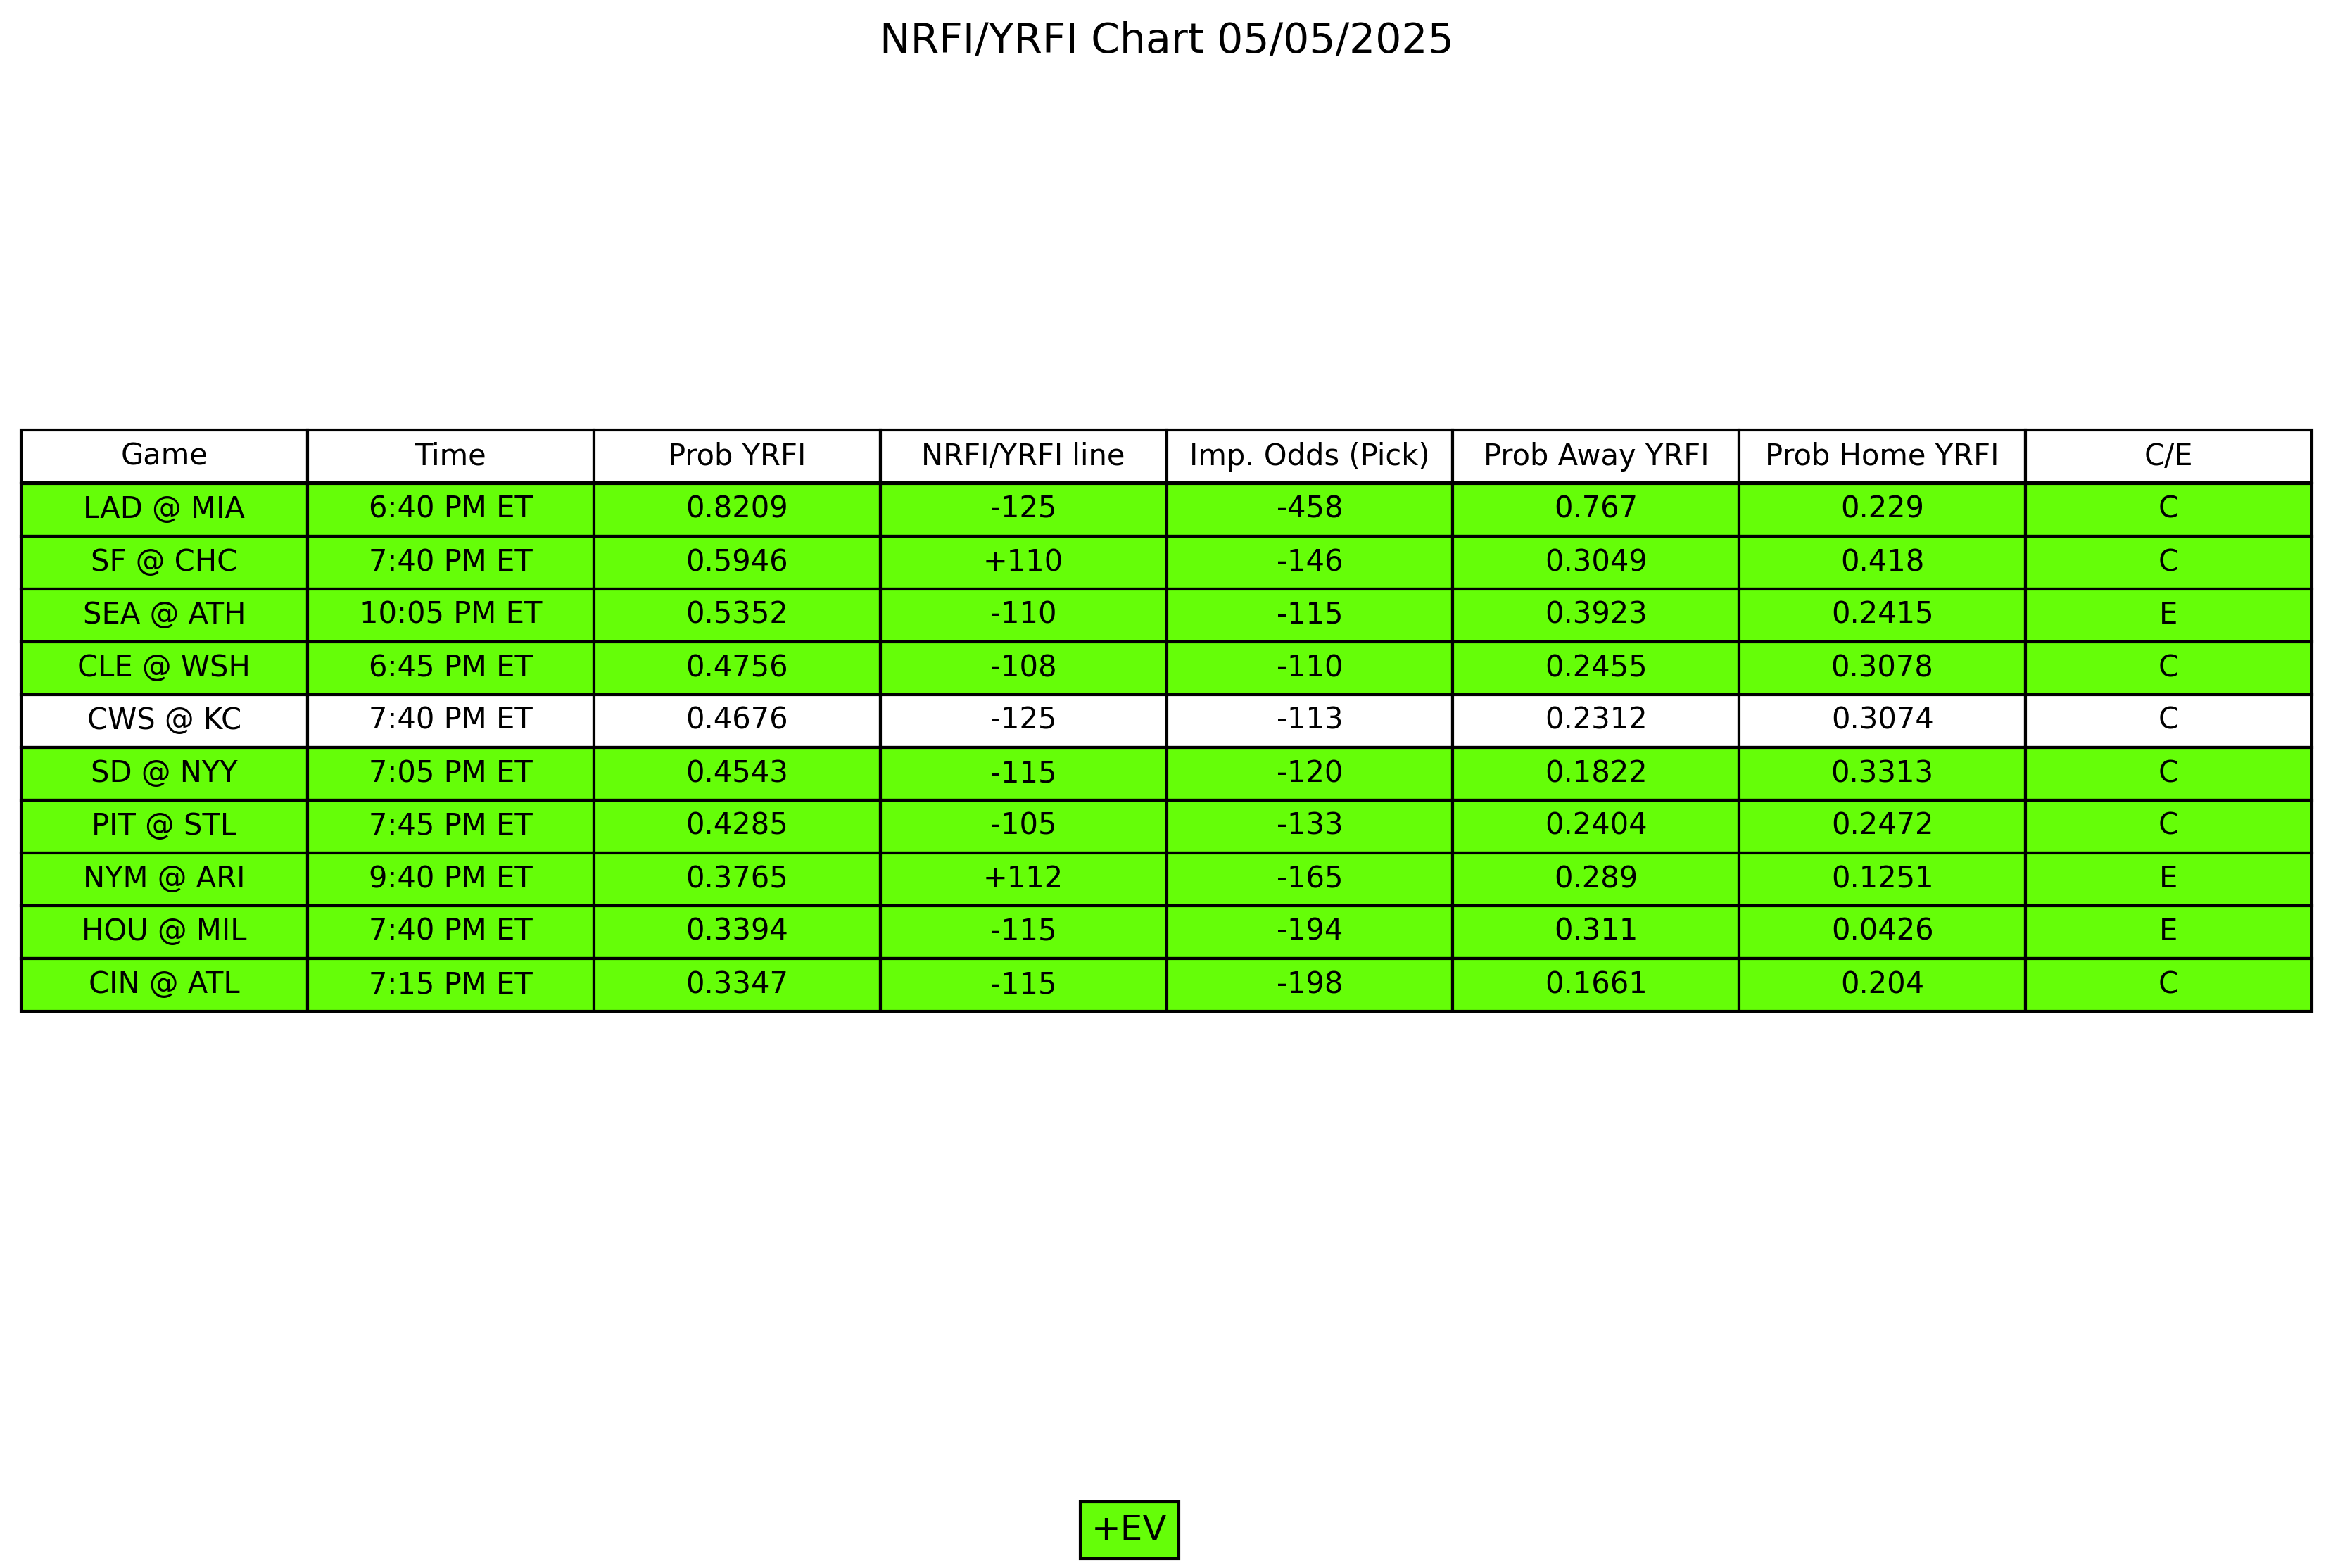 NRFI/YRFI Chart 05/05/2025
Game Time Prob YRFI NRFI/YRFI line Imp. Odds (Pick) Prob Away YRFI Prob Home YRFI C/E
LAD @ MIA 6:40 PM ET 0.8209 -125 -458 0.767 0.229 C
SF @ CHC 7:40 PM ET 0.5946 +110 -146 0.3049 0.418 C
SEA @ ATH 10:05 PM ET 0.5352 -110 -115 0.3923 0.2415 E
CLE @ WSH 6:45 PM ET 0.4756 -108 -110 0.2455 0.3078 C
CWS @ KC 7:40 PM ET 0.4676 -125 -113 0.2312 0.3074 C
SD @ NYY 7:05 PM ET 0.4543 -115 -120 0.1822 0.3313 C
PIT @ STL 7:45 PM ET 0.4285 -105 -133 0.2404 0.2472 C
NYM @ ARI 9:40 PM ET 0.3765 +112 -165 0.289 0.1251 E
HOU @ MIL 7:40 PM ET 0.3394 -115 -194 0.311 0.0426 E
CIN @ ATL 7:15 PM ET 0.3347 -115 -198 0.1661 0.204 C
+EV